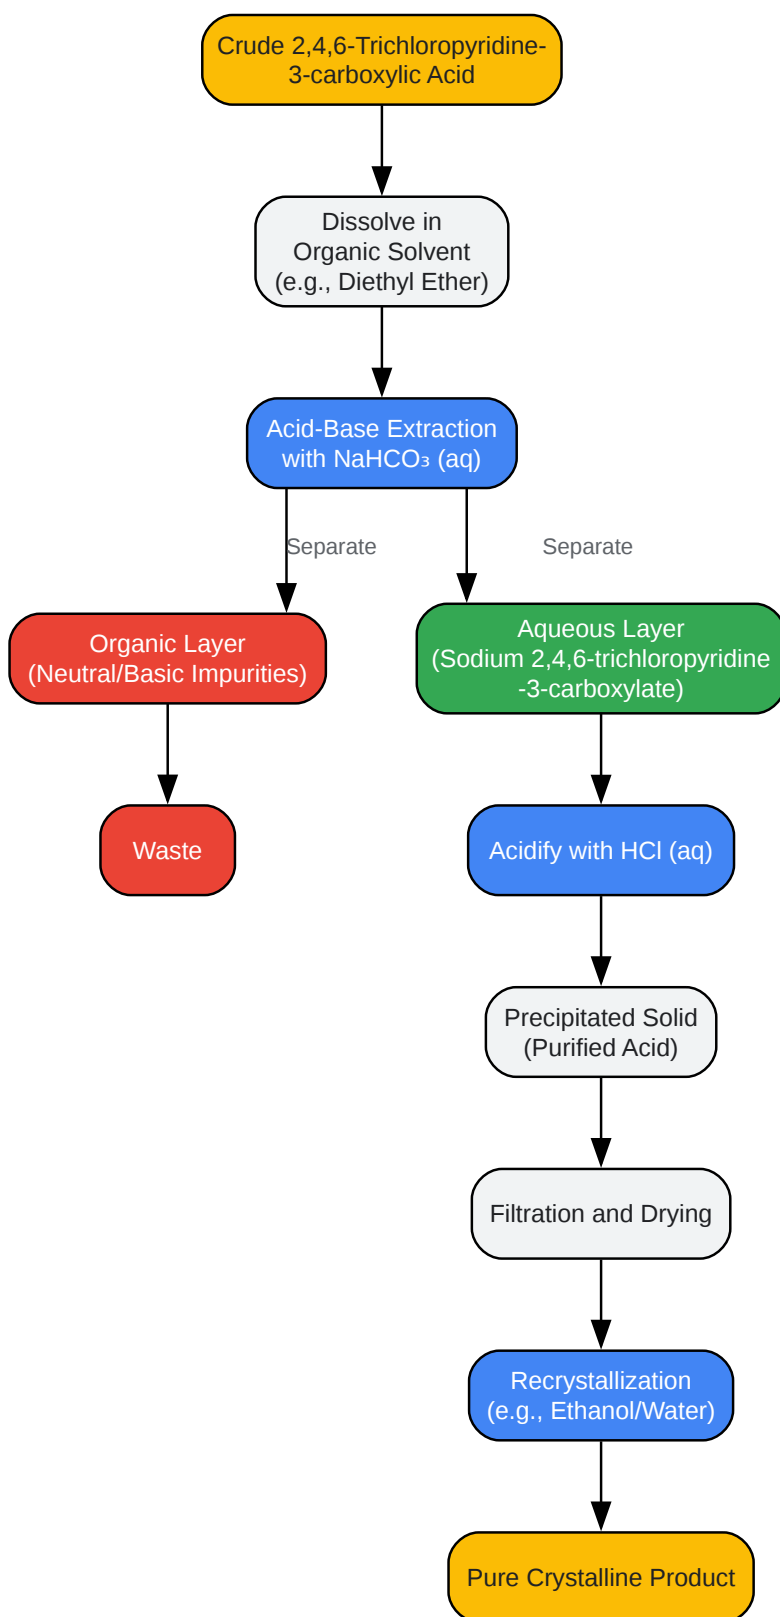 Crude 2,4,6-Trichloropyridine-
3-carboxylic Acid
Dissolve in
Organic Solvent
(e.g., Diethyl Ether)
Acid-Base Extraction
with NaHCO₃ (aq)
Separate
Separate
Organic Layer
(Neutral/Basic Impurities)
Aqueous Layer
(Sodium 2,4,6-trichloropyridine
-3-carboxylate)
Waste
Acidify with HCl (aq)
Precipitated Solid
(Purified Acid)
Filtration and Drying
Recrystallization
(e.g., Ethanol/Water)
Pure Crystalline Product